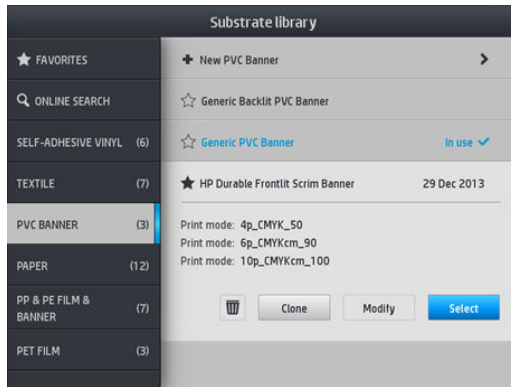 Substrate library
FAVORITES
ONLINE SEARCH
SELF-ADHESIVE VINYL (6)
TEXTILE (7)
PVC BANNER (3)
PAPER (12)
PP & PE FILM &
BANNER (7)
PET FILM (3)
New PVC Banner
Generic Backlit PVC Banner
Generic PVC Banner In use
HP Durable Frontlit Scrim Banner 29 Dec 2013
Print mode: 4p_CMYK_50
Print mode: 6p_CMYKcm_90
Print mode: 10p_CMYKcm_100
Clone Modify Select